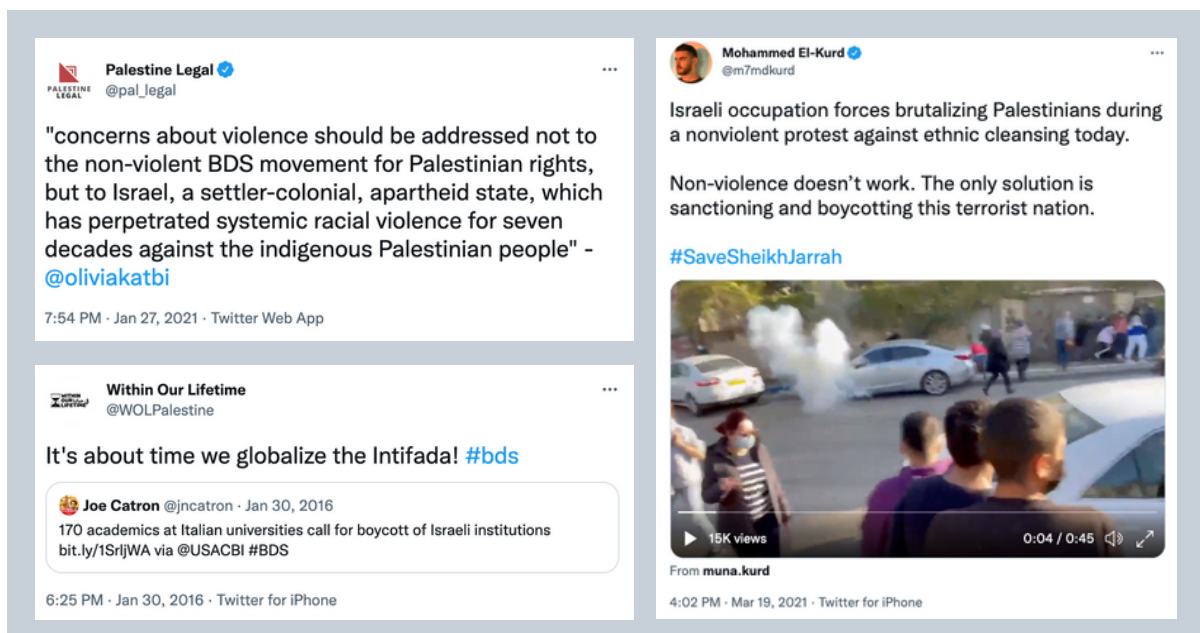 Palestine Legal
@pal_legal
PALESTINE
LEGAL
"concerns about violence should be addressed not to
the non-violent BDS movement for Palestinian rights,
but to Israel, a settler-colonial, apartheid state, which
has perpetrated systemic racial violence for seven
decades against the indigenous Palestinian people" -
@oliviakatbi
7:54 PM · Jan 27, 2021 · Twitter Web App
Within Our Lifetime
@WOLPalestine
WITHIN
OUR
LIFETIME
It's about time we globalize the Intifada! #bds
Joe Catron @jncatron · Jan 30, 2016
170 academics at Italian universities call for boycott of Israeli institutions
bit.ly/1SrljWA via @USACBI #BDS
6:25 PM · Jan 30, 2016 · Twitter for iPhone
Mohammed El-Kurd
@m7mdkurd
Israeli occupation forces brutalizing Palestinians during
a nonviolent protest against ethnic cleansing today.
Non-violence doesn't work. The only solution is
sanctioning and boycotting this terrorist nation.
#SaveSheikhJarrah
15K views
0:04 / 0:45
From muna.kurd
4:02 PM · Mar 19, 2021 · Twitter for iPhone